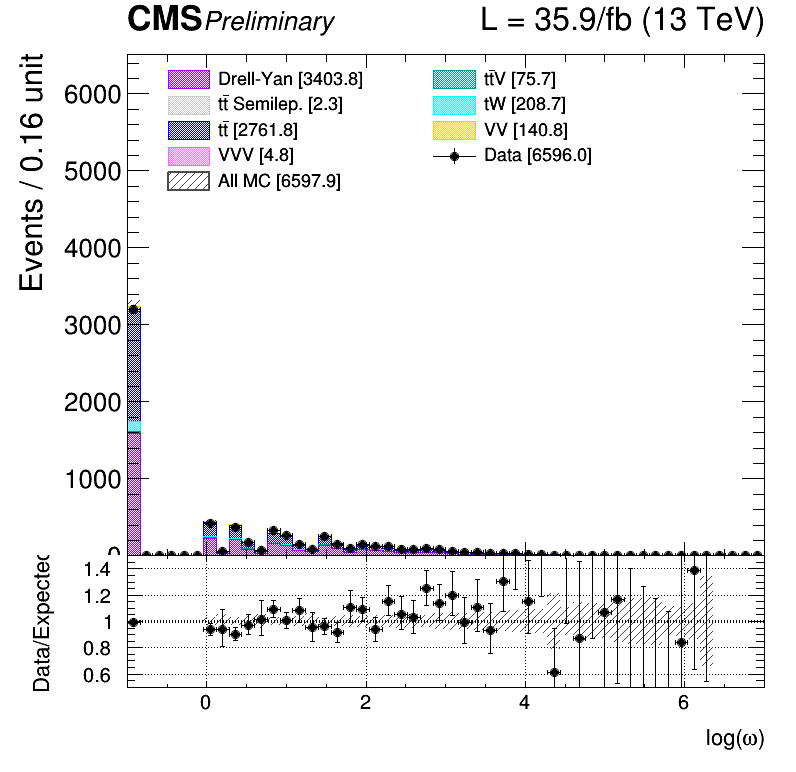 CMS Preliminary L = 35.9/fb (13 TeV)
Events / 0.16 unit
6000
5000
4000
3000
2000
1000
0
Drell-Yan [3403.8]
tt̄ Semilep. [2.3]
tt̄ [2761.8]
VVV [4.8]
All MC [6597.9]
tt̄V [75.7]
tW [208.7]
VV [140.8]
Data [6596.0]
Data/Expected
1.4
1.2
1
0.8
0.6
0 2 4 6
log(ω)